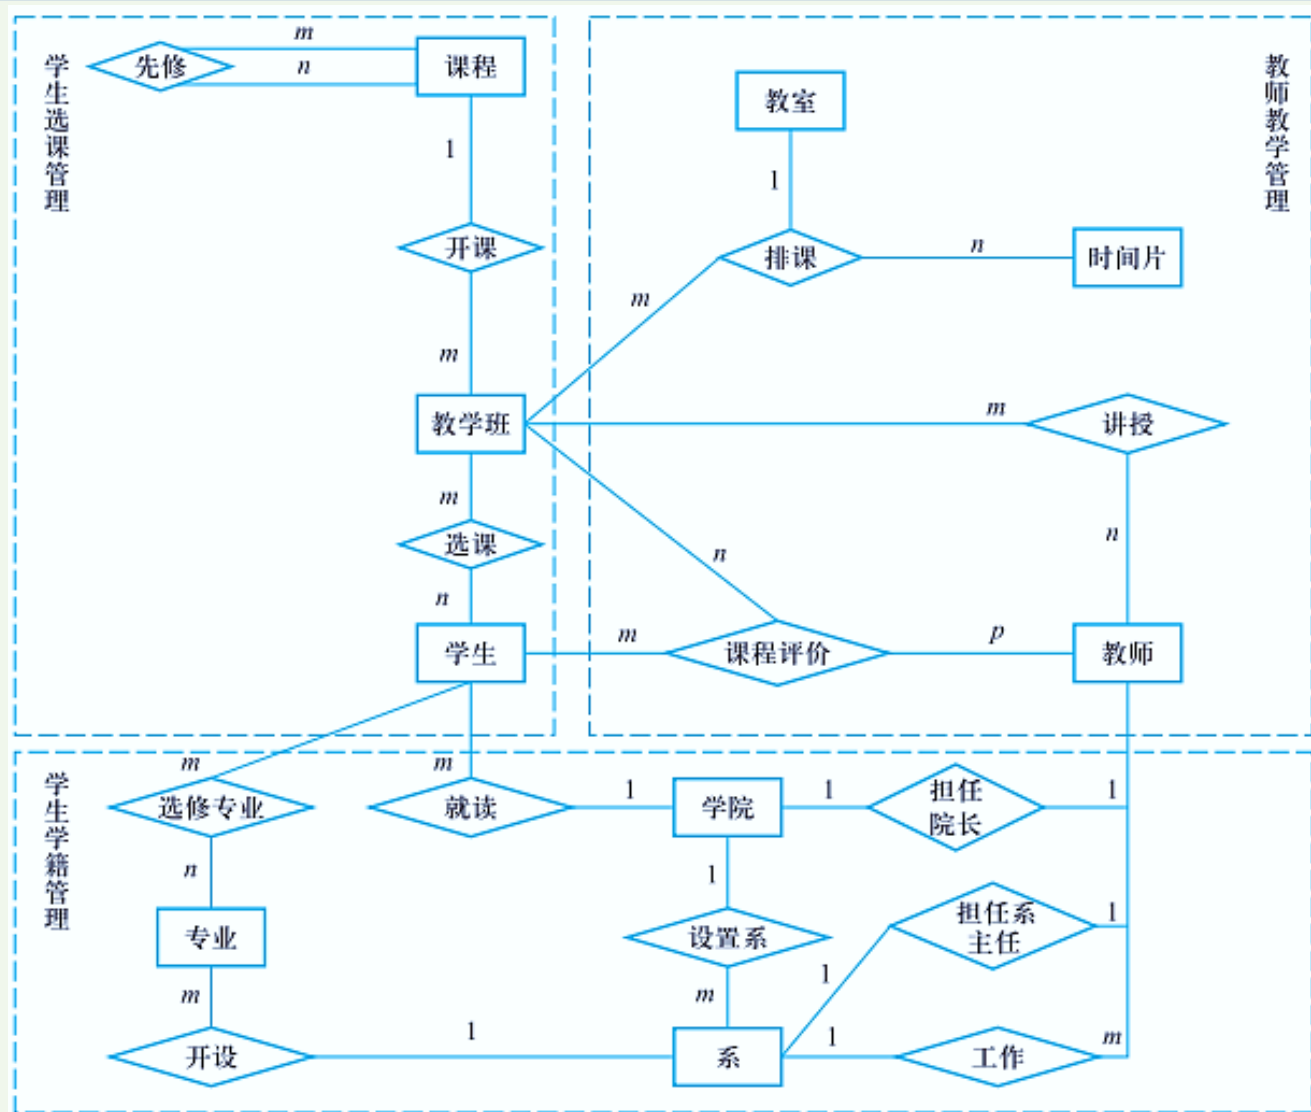 学生选课管理
先修
m
n
课程
1
开课
m
教学班
m
选课
n
学生
教师教学管理
教室
1
排课
n
时间片
m
m
讲授
n
n
m
课程评价
p
教师
学生学籍管理
m
选修专业
n
专业
m
开设
1
m
就读
1
学院
1
担任
院长
1
1
设置系
m
系
1
担任系
主任
1
1
工作
m